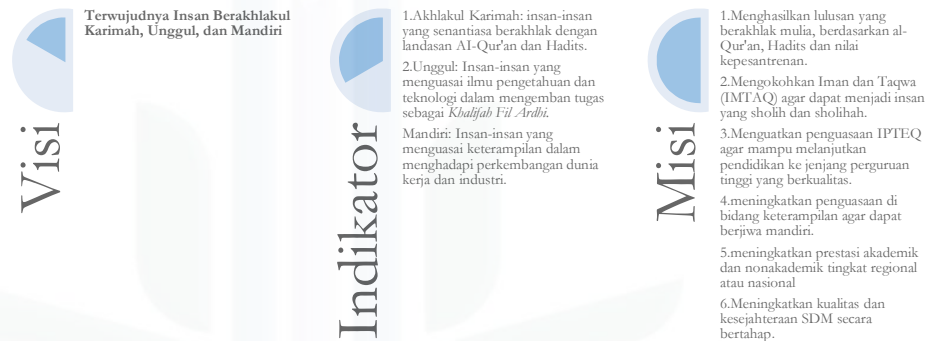 Visi
Terwujudnya Insan Berakhlakul
Karimah, Unggul, dan Mandiri
Indikator
1.Akhlakul Karimah: insan-insan
yang senantiasa berakhlak dengan
landasan AI-Qur'an dan Hadits.
2.Unggul: Insan-insan yang
menguasai ilmu pengetahuan dan
teknologi dalam mengemban tugas
sebagai Khalifah Fil Ardhi.
Mandiri: Insan-insan yang
menguasai keterampilan dalam
menghadapi perkembangan dunia
kerja dan industri.
Misi
1.Menghasilkan lulusan yang
berakhlak mulia, berdasarkan al-
Qur'an, Hadits dan nilai
kepesantrenan.
2.Mengokohkan Iman dan Taqwa
(IMTAQ) agar dapat menjadi insan
yang sholih dan sholihah.
3.Menguatkan penguasaan IPTEQ
agar mampu melanjutkan
pendidikan ke jenjang perguruan
tinggi yang berkualitas.
4.meningkatkan penguasaan di
bidang keterampilan agar dapat
berjiwa mandiri.
5.meningkatkan prestasi akademik
dan nonakademik tingkat regional
atau nasional
6.Meningkatkan kualitas dan
kesejahteraan SDM secara
bertahap.